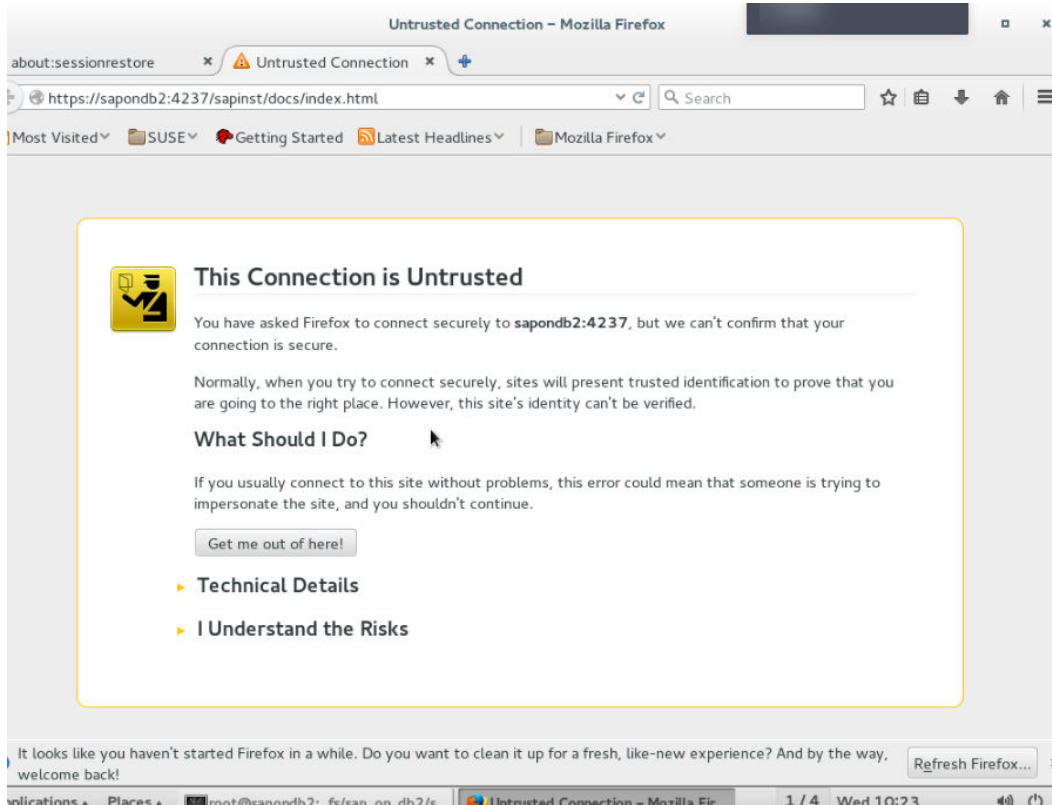 Untrusted Connection – Mozilla Firefox
about:sessionrestore
Untrusted Connection
https://sapondb2:4237/sapinst/docs/index.html
Search
Most Visited
SUSE
Getting Started
Latest Headlines
Mozilla Firefox
This Connection is Untrusted
You have asked Firefox to connect securely to sapondb2:4237, but we can't confirm that your
connection is secure.
Normally, when you try to connect securely, sites will present trusted identification to prove that you
are going to the right place. However, this site's identity can't be verified.
What Should I Do?
If you usually connect to this site without problems, this error could mean that someone is trying to
impersonate the site, and you shouldn't continue.
Get me out of here!
Technical Details
I Understand the Risks
It looks like you haven't started Firefox in a while. Do you want to clean it up for a fresh, like-new experience? And by the way,
welcome back!
Refresh Firefox...
Places
Untrusted Connection – Mozilla Fir...
1 / 4
Wed 10:23